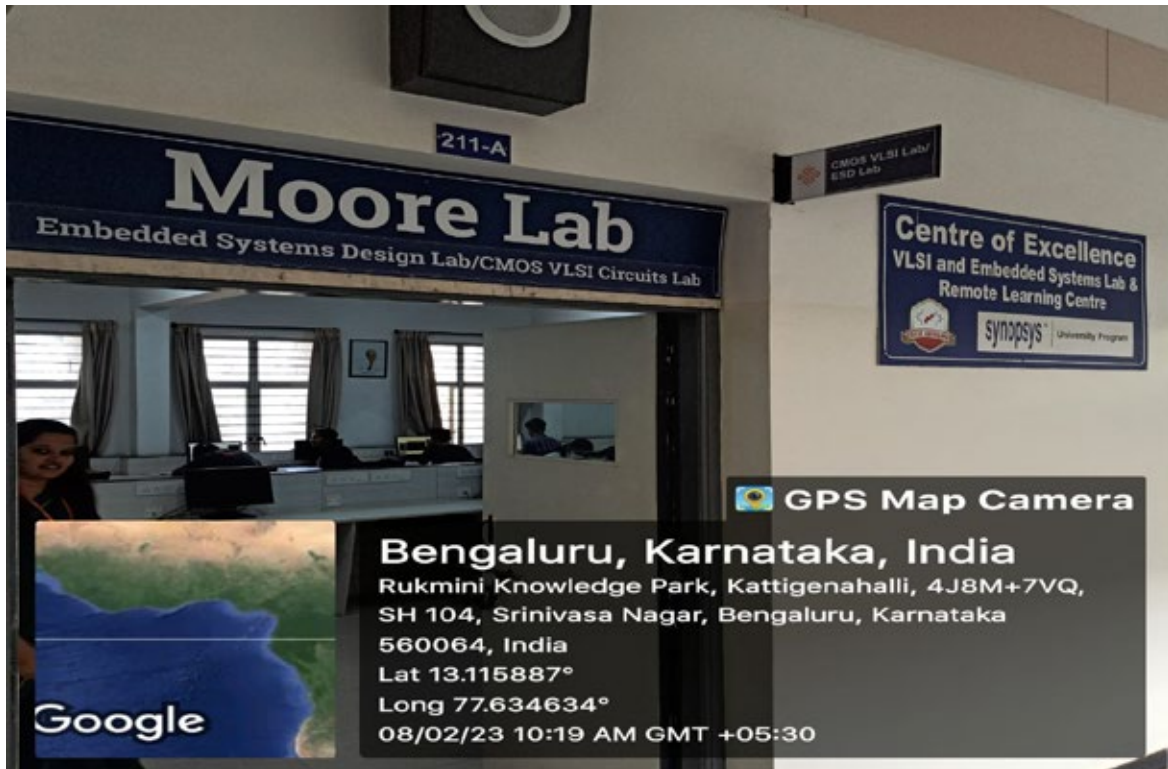 211-A
Moore Lab
Embedded Systems Design Lab/CMOS VLSI Circuits Lab
CMOS VLSI Lab/
ESD Lab
Centre of Excellence
VLSI and Embedded Systems Lab &
Remote Learning Centre
synopsys University Program
GPS Map Camera
Bengaluru, Karnataka, India
Rukmini Knowledge Park, Kattigenahalli, 4J8M+7VQ,
SH 104, Srinivasa Nagar, Bengaluru, Karnataka
560064, India
Lat 13.115887°
Long 77.634634°
08/02/23 10:19 AM GMT +05:30
Google